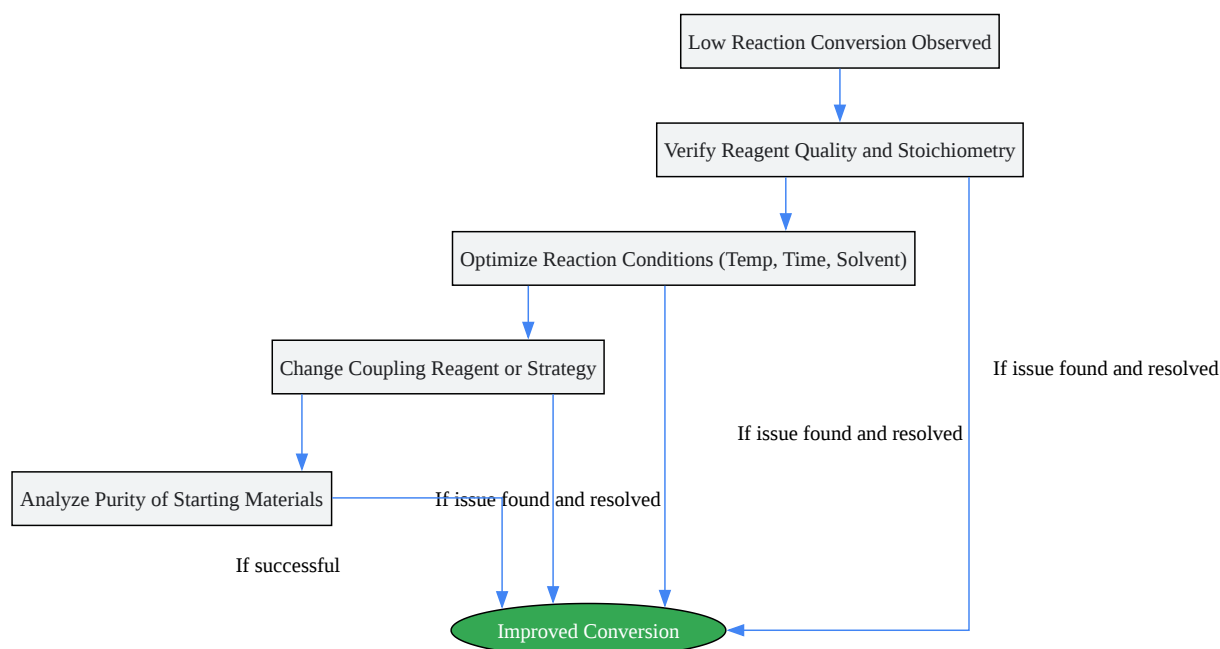 Low Reaction Conversion Observed
Verify Reagent Quality and Stoichiometry
Optimize Reaction Conditions (Temp, Time, Solvent)
Change Coupling Reagent or Strategy
If issue found and resolved
If issue found and resolved
Analyze Purity of Starting Materials
If issue found and resolved
If successful
Improved Conversion